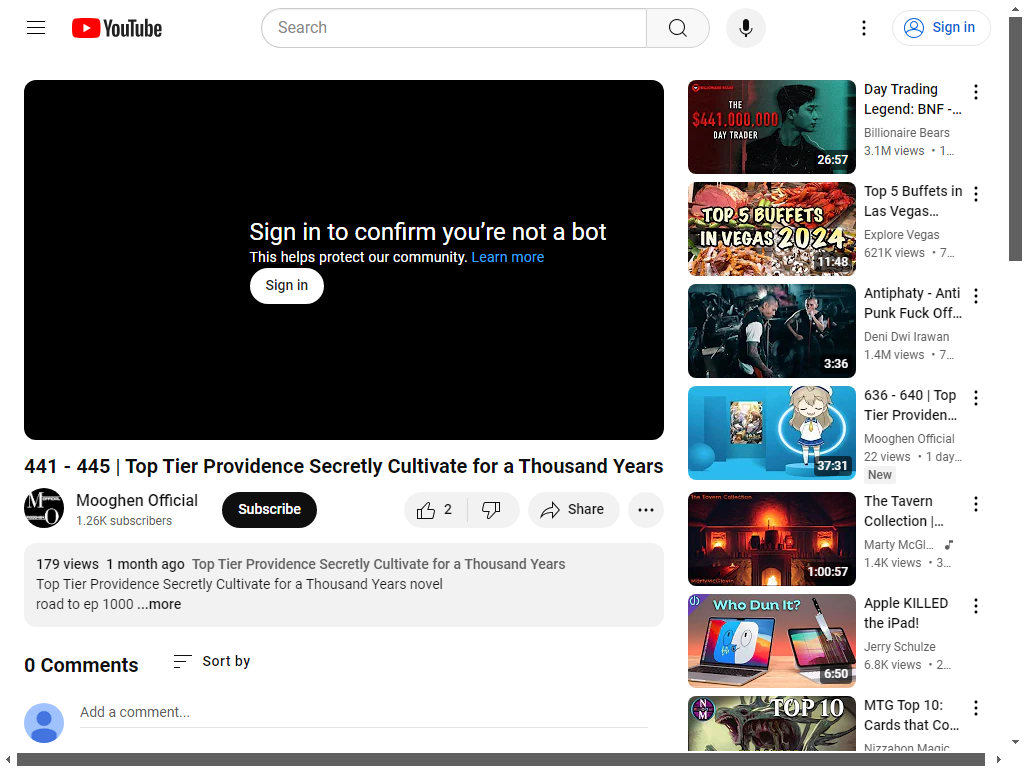 YouTube
Search
Sign in
Sign in to confirm you’re not a bot
This helps protect our community. Learn more
Sign in
441 - 445 | Top Tier Providence Secretly Cultivate for a Thousand Years
Mooghen Official
1.26K subscribers
Subscribe
2
Share
179 views 1 month ago Top Tier Providence Secretly Cultivate for a Thousand Years
Top Tier Providence Secretly Cultivate for a Thousand Years novel
road to ep 1000 ...more
0 Comments
Sort by
Add a comment...
THE
$441,000,000
DAY TRADER
26:57
Day Trading
Legend: BNF -...
Billionaire Bears
3.1M views • 1...
TOP 5 BUFFETS
IN VEGAS 2024
11:48
Top 5 Buffets in
Las Vegas...
Explore Vegas
621K views • 7...
3:36
Antiphaty - Anti
Punk Fuck Off...
Deni Dwi Irawan
1.4M views • 7...
37:31
636 - 640 | Top
Tier Providen...
Mooghen Official
22 views • 1 day...
New
The Tavern Collection
1:00:57
The Tavern
Collection |...
Marty McGl...
1.4K views • 3...
Who Dun It?
6:50
Apple KILLED
the iPad!
Jerry Schulze
6.8K views • 2...
N
M
TOP 10
MTG Top 10:
Cards that Co...
Nizzahon Magic